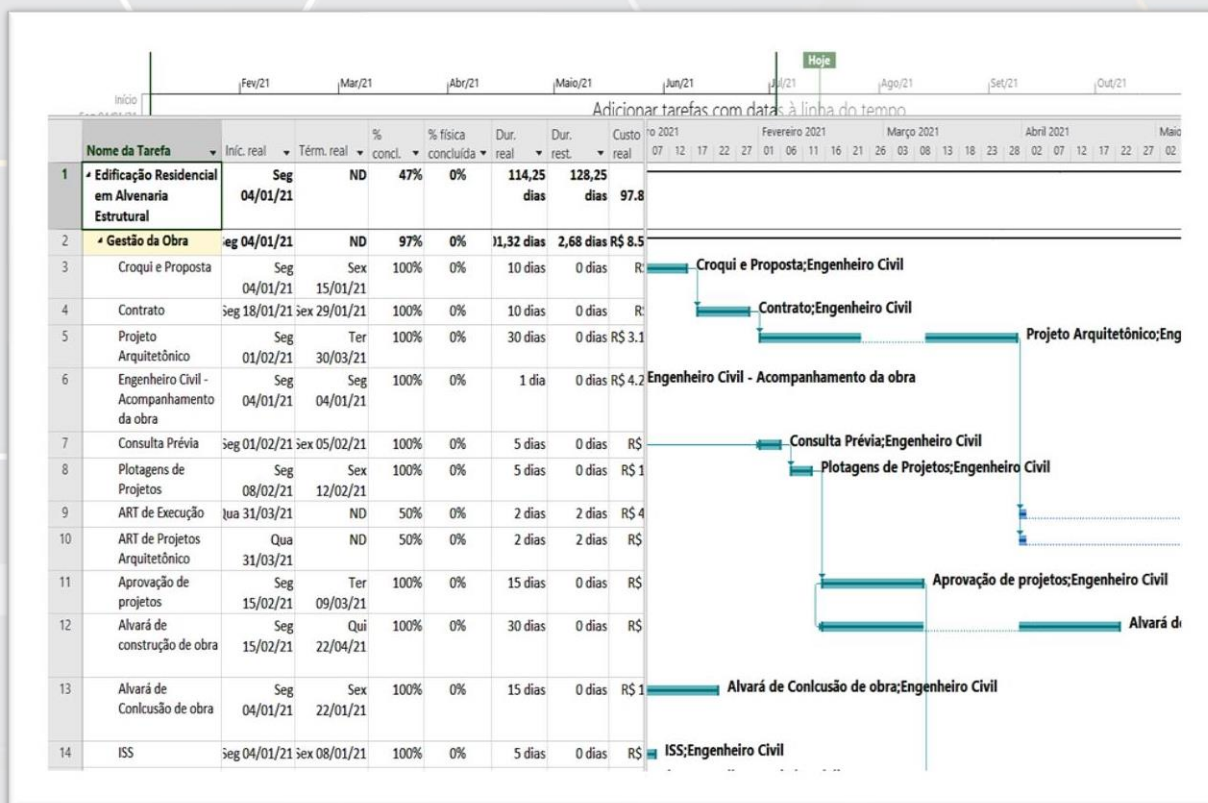 Hoje
Fev/21 Mar/21 Abr/21 Maio/21 Jun/21 Jul/21 Ago/21 Set/21 Out/21
Início
Adicionar tarefas com datas à linha do tempo
Nome da Tarefa Iníc. real Térm. real % concl. % física concluída Dur. real Dur. rest. Custo real
ro 2021 Fevereiro 2021 Março 2021 Abril 2021 Maio
07 12 17 22 27 01 06 11 16 21 26 03 08 13 18 23 28 02 07 12 17 22 27 02
1 Edificação Residencial Seg ND 47% 0% 114,25 128,25
em Alvenaria 04/01/21 dias dias 97.8
Estrutural
2 Gestão da Obra eg 04/01/21 ND 97% 0% 01,32 dias 2,68 dias R$ 8.5
3 Croqui e Proposta Seg Sex 100% 0% 10 dias 0 dias R Croqui e Proposta;Engenheiro Civil
04/01/21 15/01/21
4 Contrato Seg 18/01/21 Sex 29/01/21 100% 0% 10 dias 0 dias R Contrato;Engenheiro Civil
5 Projeto Seg Ter 100% 0% 30 dias 0 dias R$ 3.1 Projeto Arquitetônico;Eng
Arquitetônico 01/02/21 30/03/21
6 Engenheiro Civil - Seg Seg 100% 0% 1 dia 0 dias R$ 4.2 Engenheiro Civil - Acompanhamento da obra
Acompanhamento 04/01/21 04/01/21
da obra
7 Consulta Prévia Seg 01/02/21 Sex 05/02/21 100% 0% 5 dias 0 dias R$ Consulta Prévia;Engenheiro Civil
8 Plotagens de Seg Sex 100% 0% 5 dias 0 dias R$ 1 Plotagens de Projetos;Engenheiro Civil
Projetos 08/02/21 12/02/21
9 ART de Execução Qua 31/03/21 ND 50% 0% 2 dias 2 dias R$ 4
10 ART de Projetos Qua ND 50% 0% 2 dias 2 dias R$
Arquitetônico 31/03/21
11 Aprovação de Seg Ter 100% 0% 15 dias 0 dias R$ Aprovação de projetos;Engenheiro Civil
projetos 15/02/21 09/03/21
12 Alvará de Seg Qui 100% 0% 30 dias 0 dias R$ Alvará d
construção de obra 15/02/21 22/04/21
13 Alvará de Seg Sex 100% 0% 15 dias 0 dias R$ 1 Alvará de Conlcusão de obra;Engenheiro Civil
Conlcusão de obra 04/01/21 22/01/21
14 ISS Seg 04/01/21 Sex 08/01/21 100% 0% 5 dias 0 dias R$ ISS;Engenheiro Civil